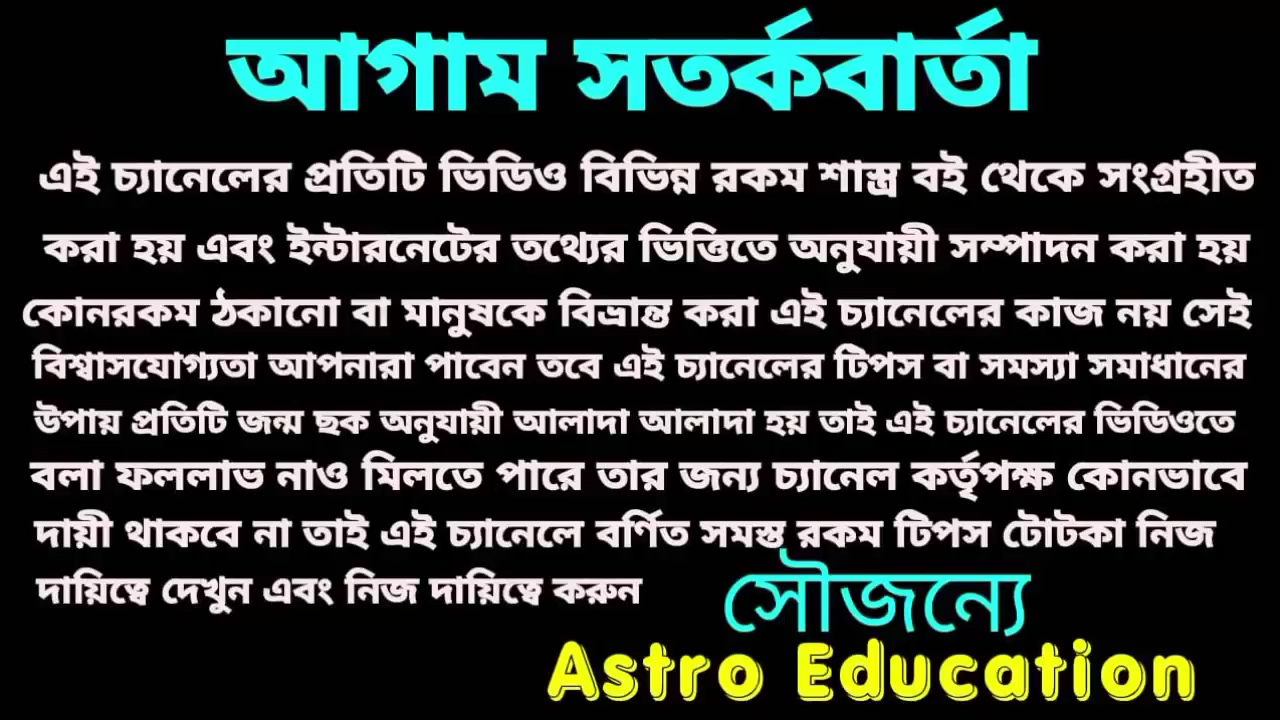 আগাম সতর্কবার্তা
এই চ্যানেলের প্রতিটি ভিডিও বিভিন্ন রকম শাস্ত্র বই থেকে সংগ্রহীত
করা হয় এবং ইন্টারনেটের তথ্যের ভিত্তিতে অনুযায়ী সম্পাদন করা হয়
কোনরকম ঠকানো বা মানুষকে বিভ্রান্ত করা এই চ্যানেলের কাজ নয় সেই
বিশ্বাসযোগ্যতা আপনারা পাবেন তবে এই চ্যানেলের টিপস বা সমস্যা সমাধানের
উপায় প্রতিটি জন্ম ছক অনুযায়ী আলাদা আলাদা হয় তাই এই চ্যানেলের ভিডিওতে
বলা ফললাভ নাও মিলতে পারে তার জন্য চ্যানেল কর্তৃপক্ষ কোনভাবে
দায়ী থাকবে না তাই এই চ্যানেলে বর্ণিত সমস্ত রকম টিপস টোটকা নিজ
দায়িত্বে দেখুন এবং নিজ দায়িত্বে করুন
সৌজন্যে
Astro Education